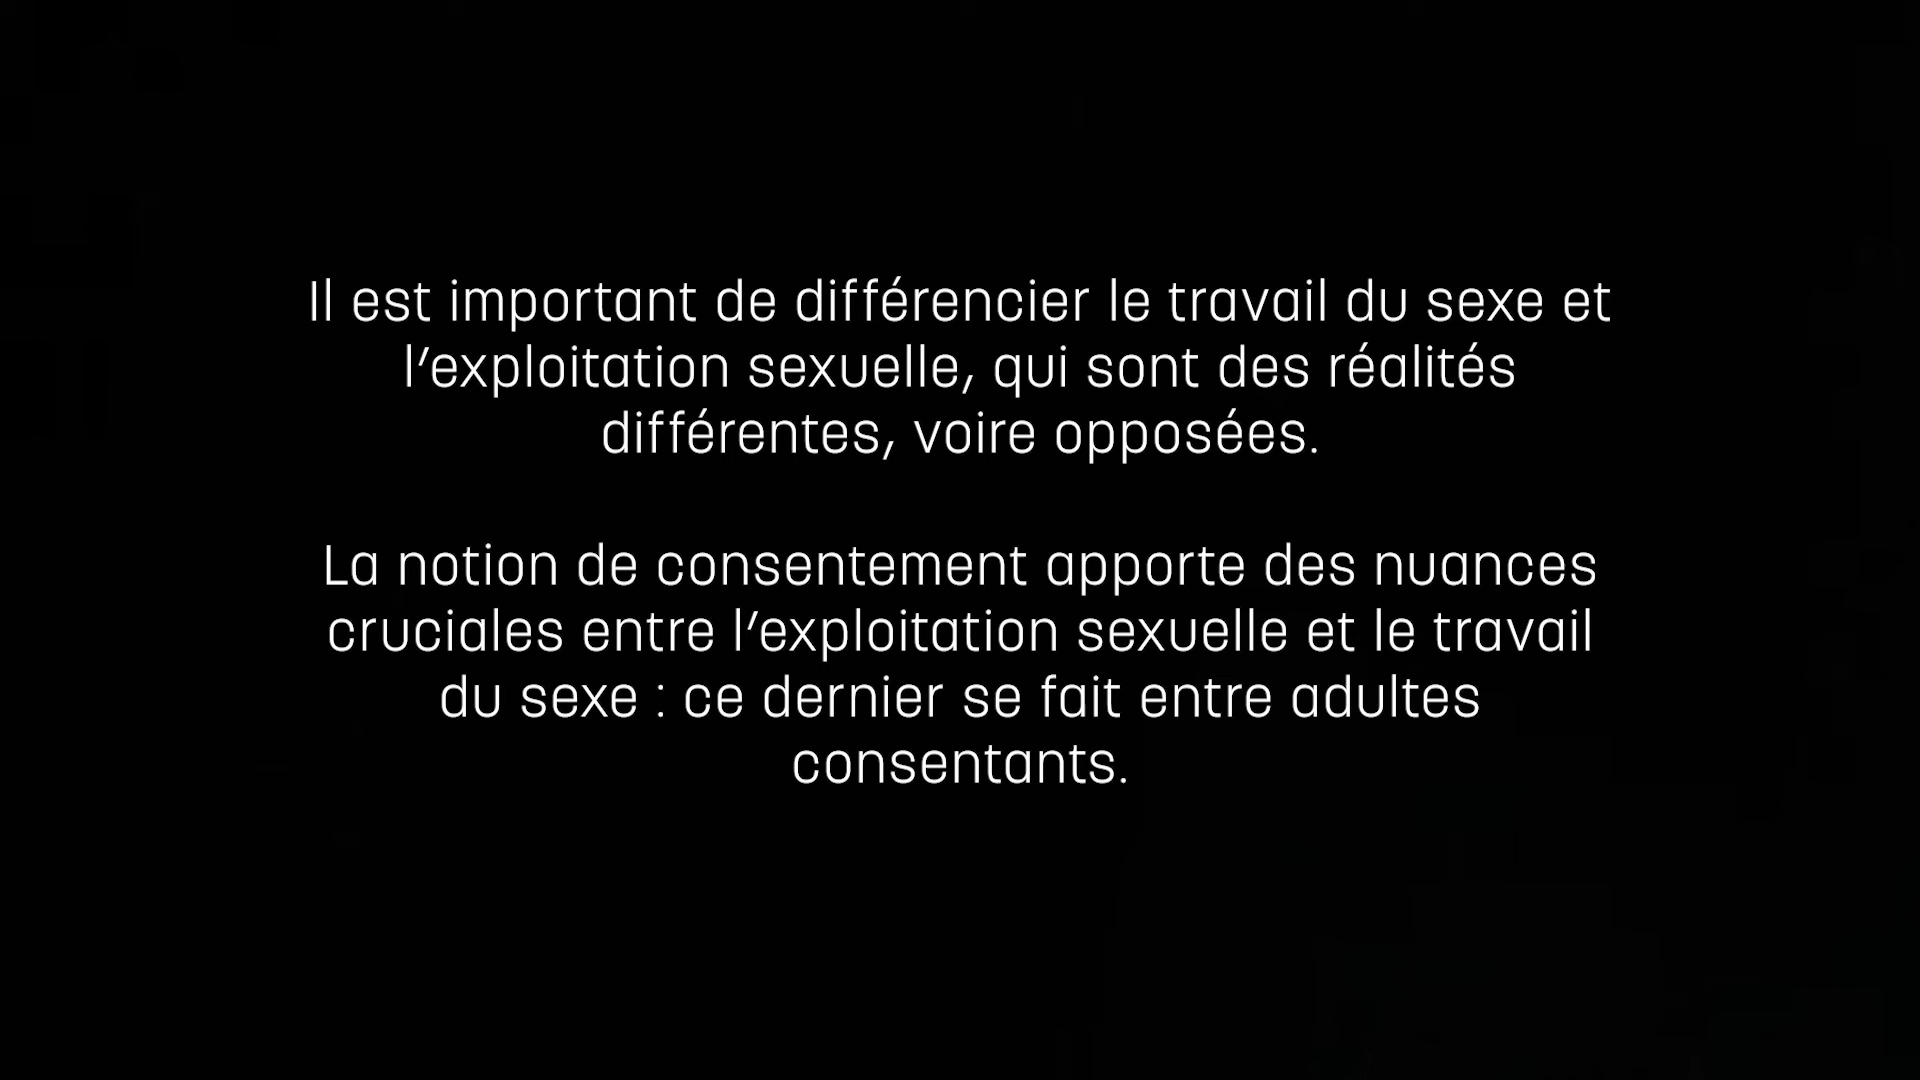 Il est important de différencier le travail du sexe et
l’exploitation sexuelle, qui sont des réalités
différentes, voire opposées.
La notion de consentement apporte des nuances
cruciales entre l’exploitation sexuelle et le travail
du sexe : ce dernier se fait entre adultes
consentants.